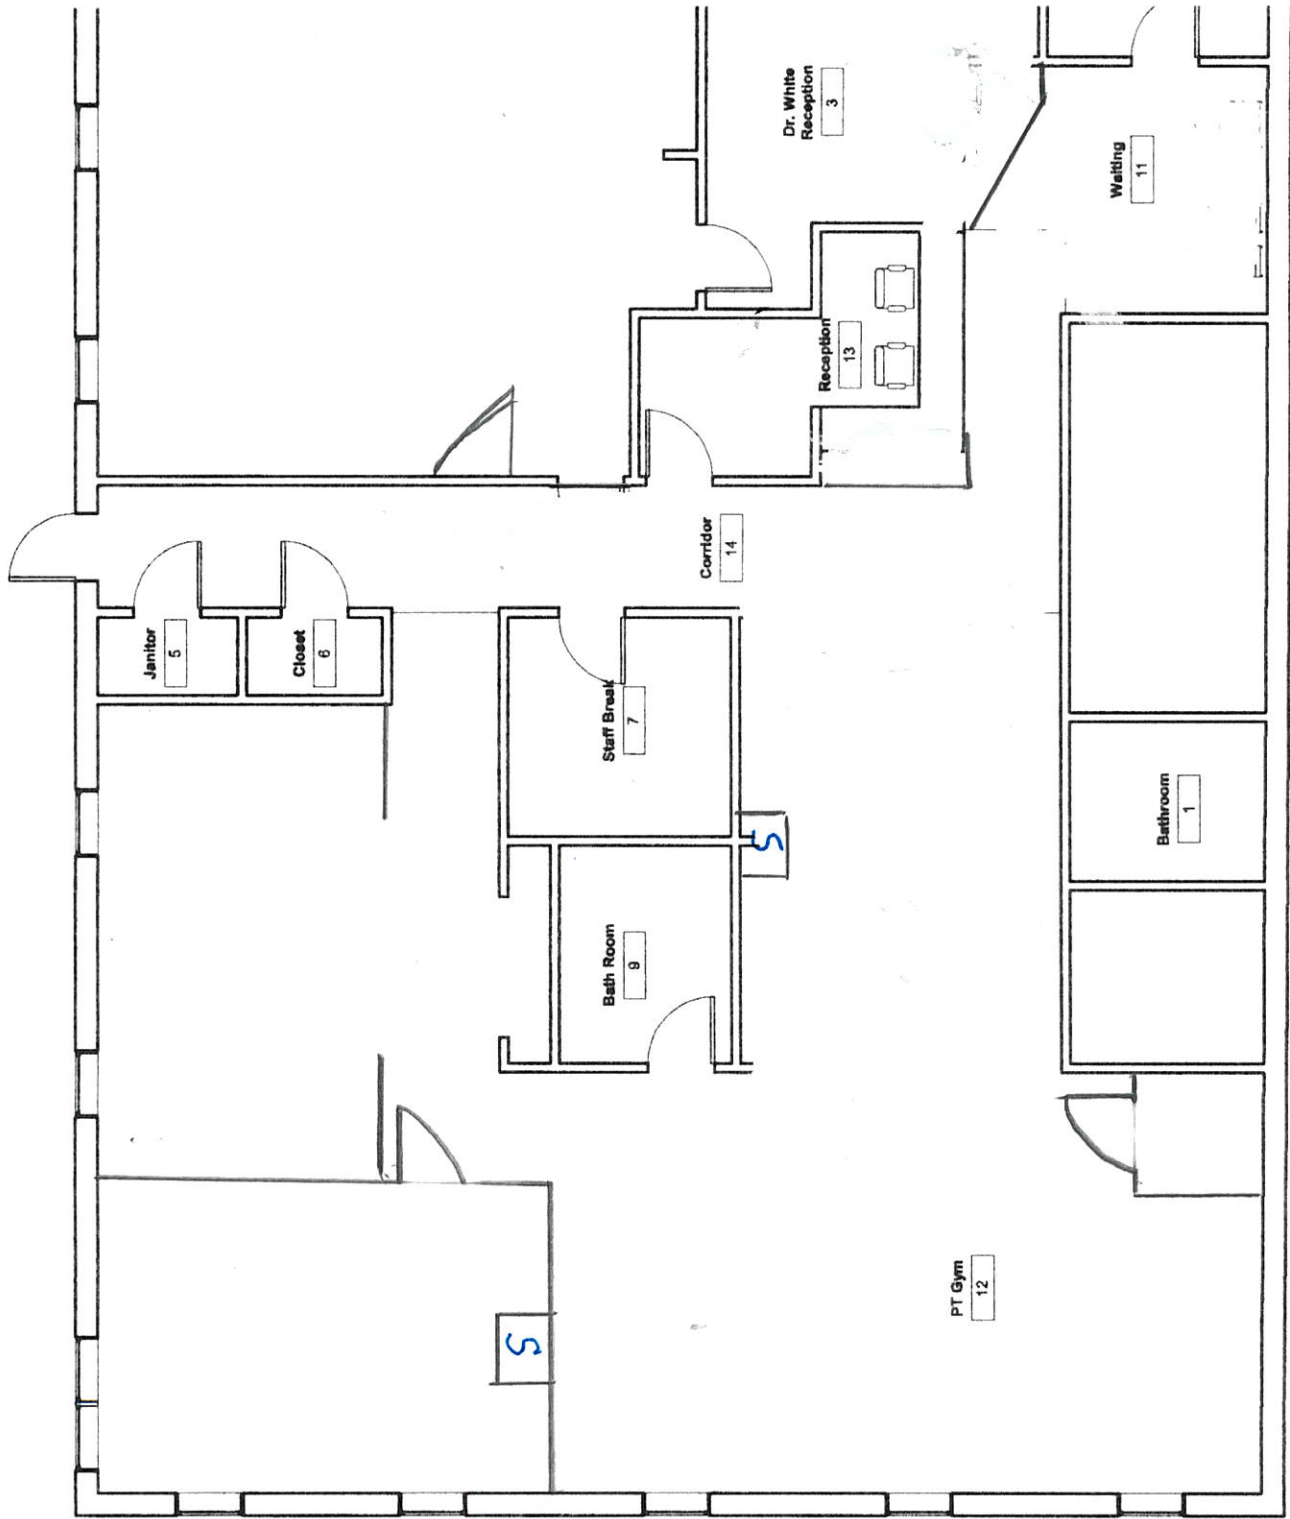 Dr. White
Reception
3
Waiting
11
Reception
13
Corridor
14
Janitor
5
Closet
6
Staff Break
7
S
Bath Room
9
Bathroom
1
S
PT Gym
12